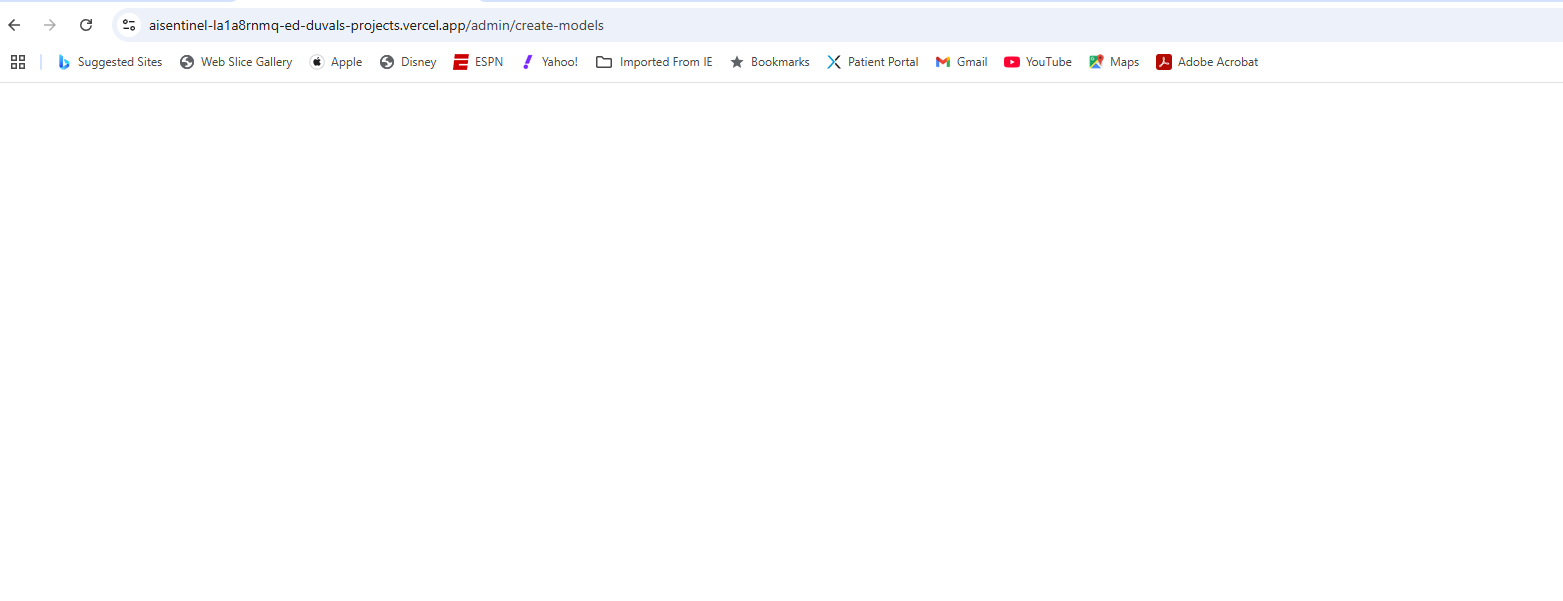 aisentinel-la1a8rnmq-ed-duvals-projects.vercel.app/admin/create-models
Suggested Sites Web Slice Gallery Apple Disney ESPN Yahoo! Imported From IE Bookmarks Patient Portal Gmail YouTube Maps Adobe Acrobat